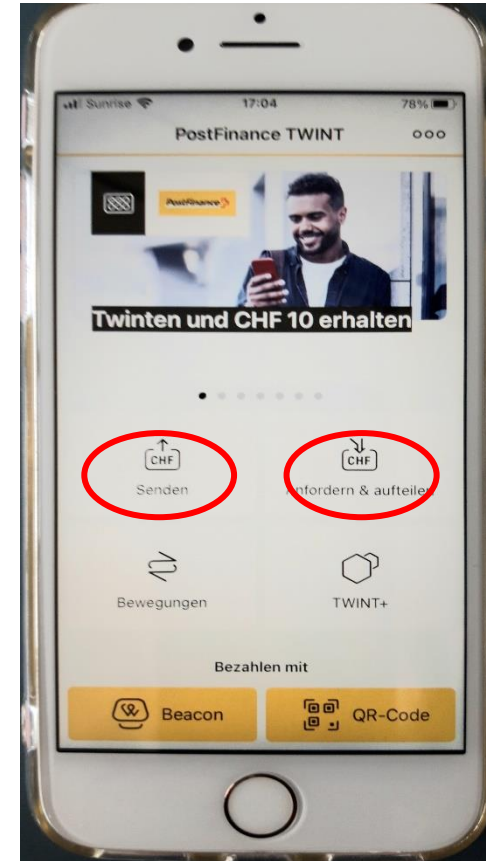 Sunrise 17:04 78%
PostFinance TWINT
PostFinance
Twinten und CHF 10 erhalten
CHF CHF
Senden Anfordern & aufteilen
Bewegungen TWINT+
Bezahlen mit
Beacon QR-Code